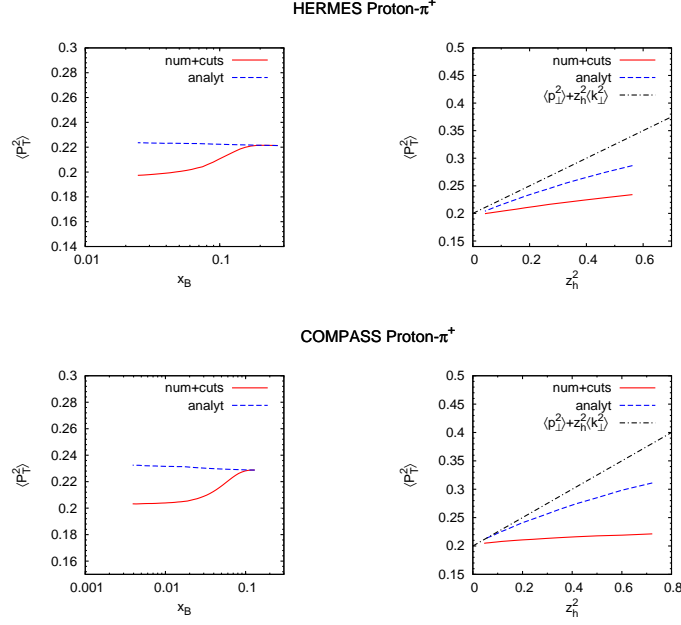 HERMES Proton-π⁺
0.3
0.28
0.26
0.24
0.22
0.2
0.18
0.16
0.14
0.01
0.1
⟨P_T^2⟩
x_B
num+cuts
analyt
0.5
0.45
0.4
0.35
0.3
0.25
0.2
0.15
0
0.2
0.4
0.6
⟨P_T^2⟩
z_h^2
num+cuts
analyt
⟨p_⊥^2⟩+z_h^2⟨k_⊥^2⟩
COMPASS Proton-π⁺
0.3
0.28
0.26
0.24
0.22
0.2
0.18
0.16
0.14
0.001
0.01
0.1
⟨P_T^2⟩
x_B
num+cuts
analyt
0.5
0.45
0.4
0.35
0.3
0.25
0.2
0.15
0
0.2
0.4
0.6
0.8
⟨P_T^2⟩
z_h^2
num+cuts
analyt
⟨p_⊥^2⟩+z_h^2⟨k_⊥^2⟩